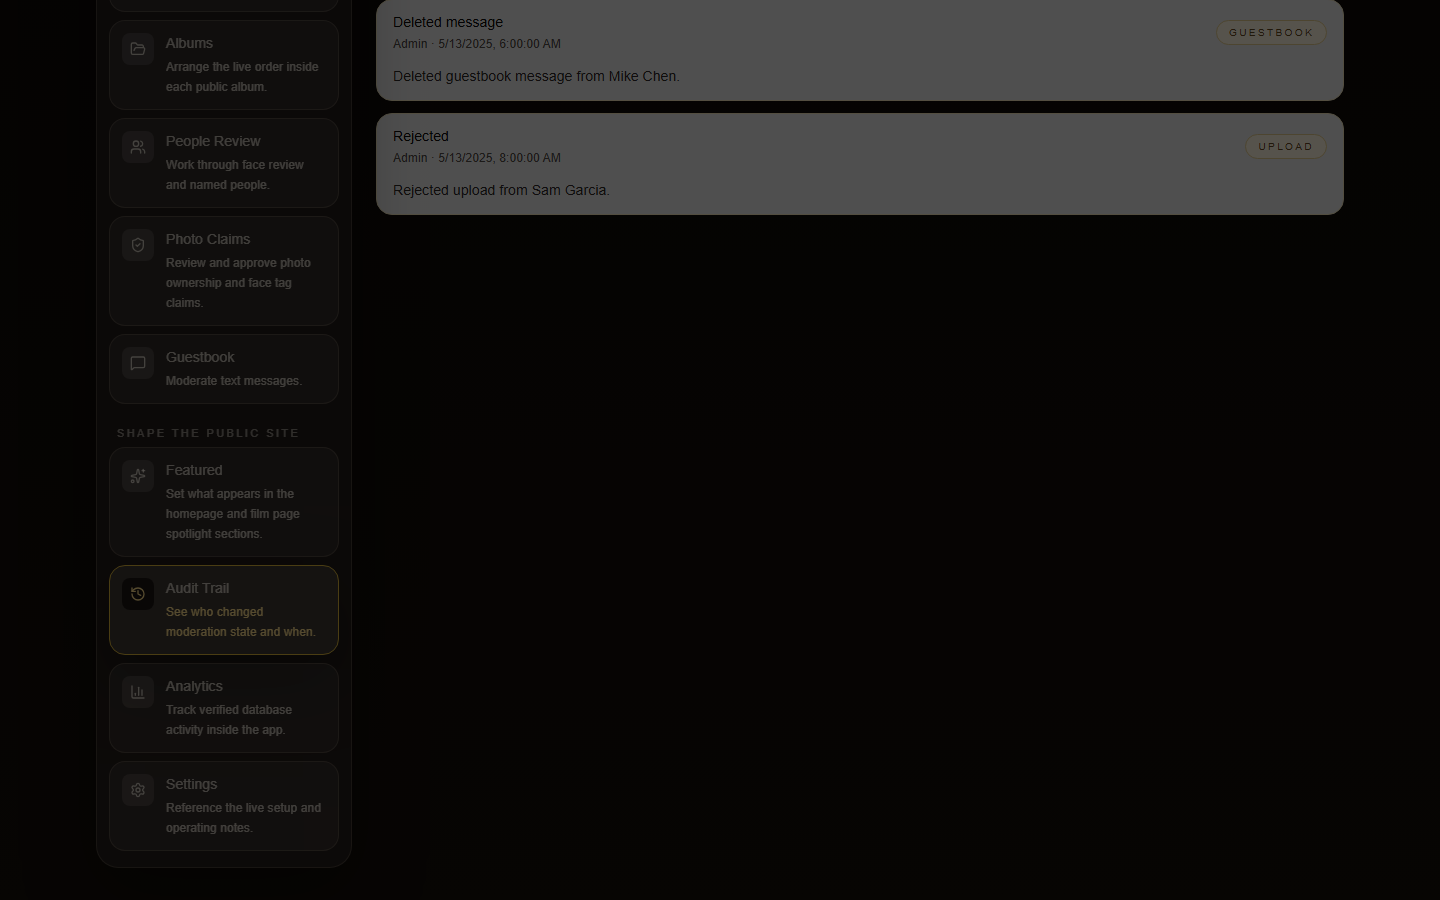 Albums
Arrange the live order inside
each public album.
People Review
Work through face review
and named people.
Photo Claims
Review and approve photo
ownership and face tag
claims.
Guestbook
Moderate text messages.
SHAPE THE PUBLIC SITE
Featured
Set what appears in the
homepage and film page
spotlight sections.
Audit Trail
See who changed
moderation state and when.
Analytics
Track verified database
activity inside the app.
Settings
Reference the live setup and
operating notes.
Deleted message
Admin · 5/13/2025, 6:00:00 AM
GUESTBOOK
Deleted guestbook message from Mike Chen.
Rejected
Admin · 5/13/2025, 8:00:00 AM
UPLOAD
Rejected upload from Sam Garcia.